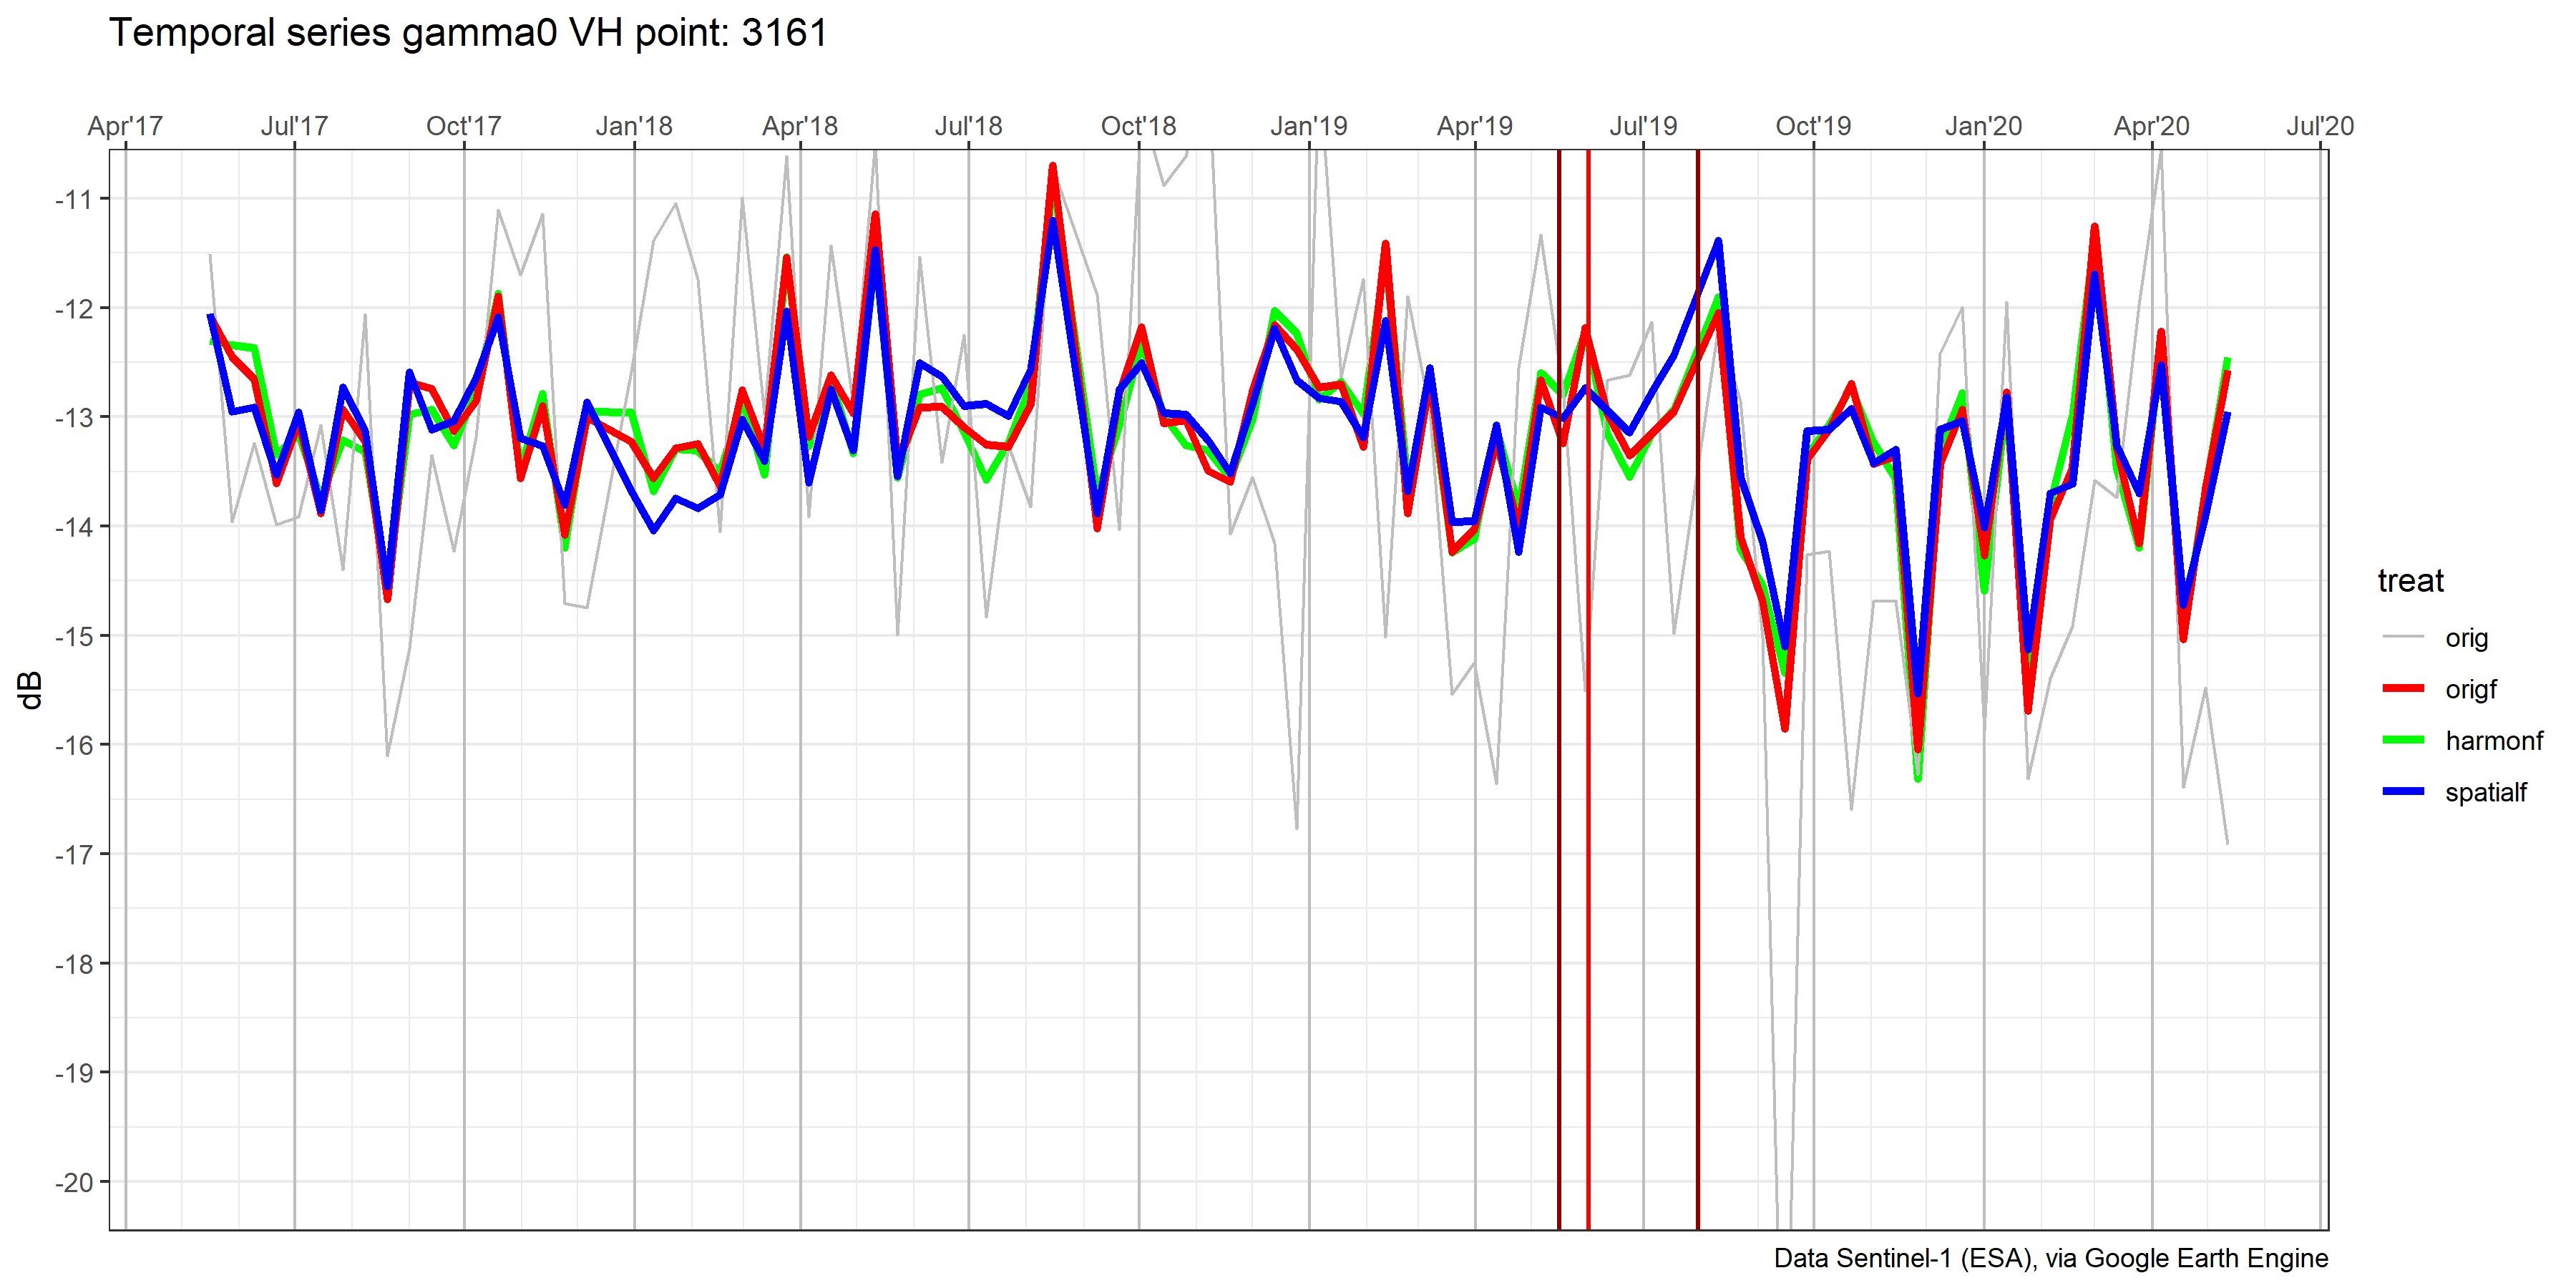 Temporal series gamma0 VH point: 3161
Apr'17 Jul'17 Oct'17 Jan'18 Apr'18 Jul'18 Oct'18 Jan'19 Apr'19 Jul'19 Oct'19 Jan'20 Apr'20 Jul'20
-11
-12
-13
-14
-15
-16
-17
-18
-19
-20
dB
treat
orig
origf
harmonf
spatialf
Data Sentinel-1 (ESA), via Google Earth Engine